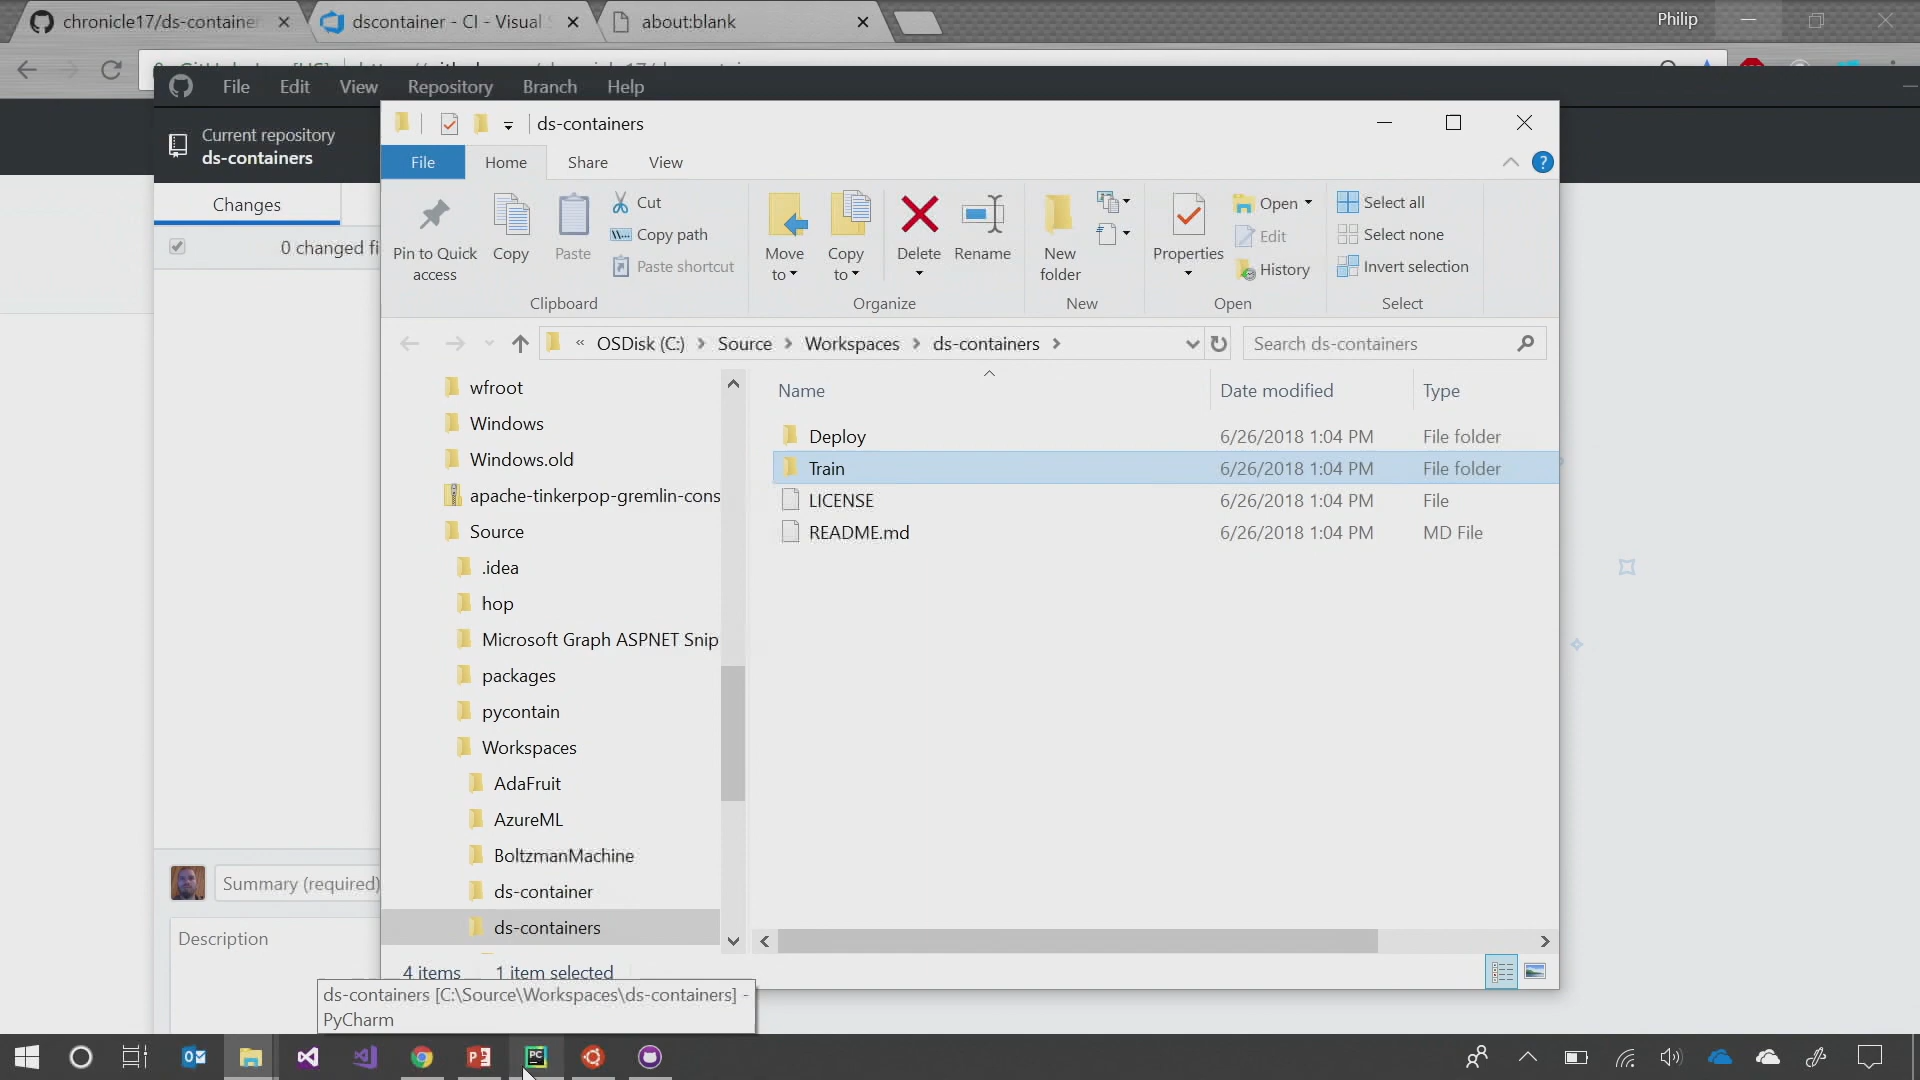 chronicle17/ds-container
dscontainer - CI - Visual S
about:blank
Philip
File Edit View Repository Branch Help
Current repository
ds-containers
Changes
0 changed fi
Summary (required)
Description
ds-containers
File Home Share View
Pin to Quick access
Copy
Paste
Cut
Copy path
Paste shortcut
Clipboard
Move to
Copy to
Delete
Rename
Organize
New folder
New
Properties
Open
Edit
History
Open
Select all
Select none
Invert selection
Select
« OSDisk (C:) > Source > Workspaces > ds-containers >
Search ds-containers
wfroot
Windows
Windows.old
apache-tinkerpop-gremlin-cons
Source
.idea
hop
Microsoft Graph ASPNET Snip
packages
pycontain
Workspaces
AdaFruit
AzureML
BoltzmanMachine
ds-container
ds-containers
Name Date modified Type
Deploy 6/26/2018 1:04 PM File folder
Train 6/26/2018 1:04 PM File folder
LICENSE 6/26/2018 1:04 PM File
README.md 6/26/2018 1:04 PM MD File
4 items 1 item selected
ds-containers [C:\Source\Workspaces\ds-containers] -
PyCharm